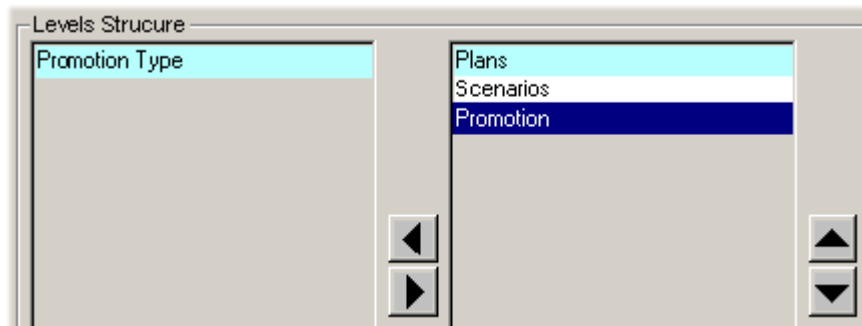 Levels Strucure
Promotion Type
Plans
Scenarios
Promotion